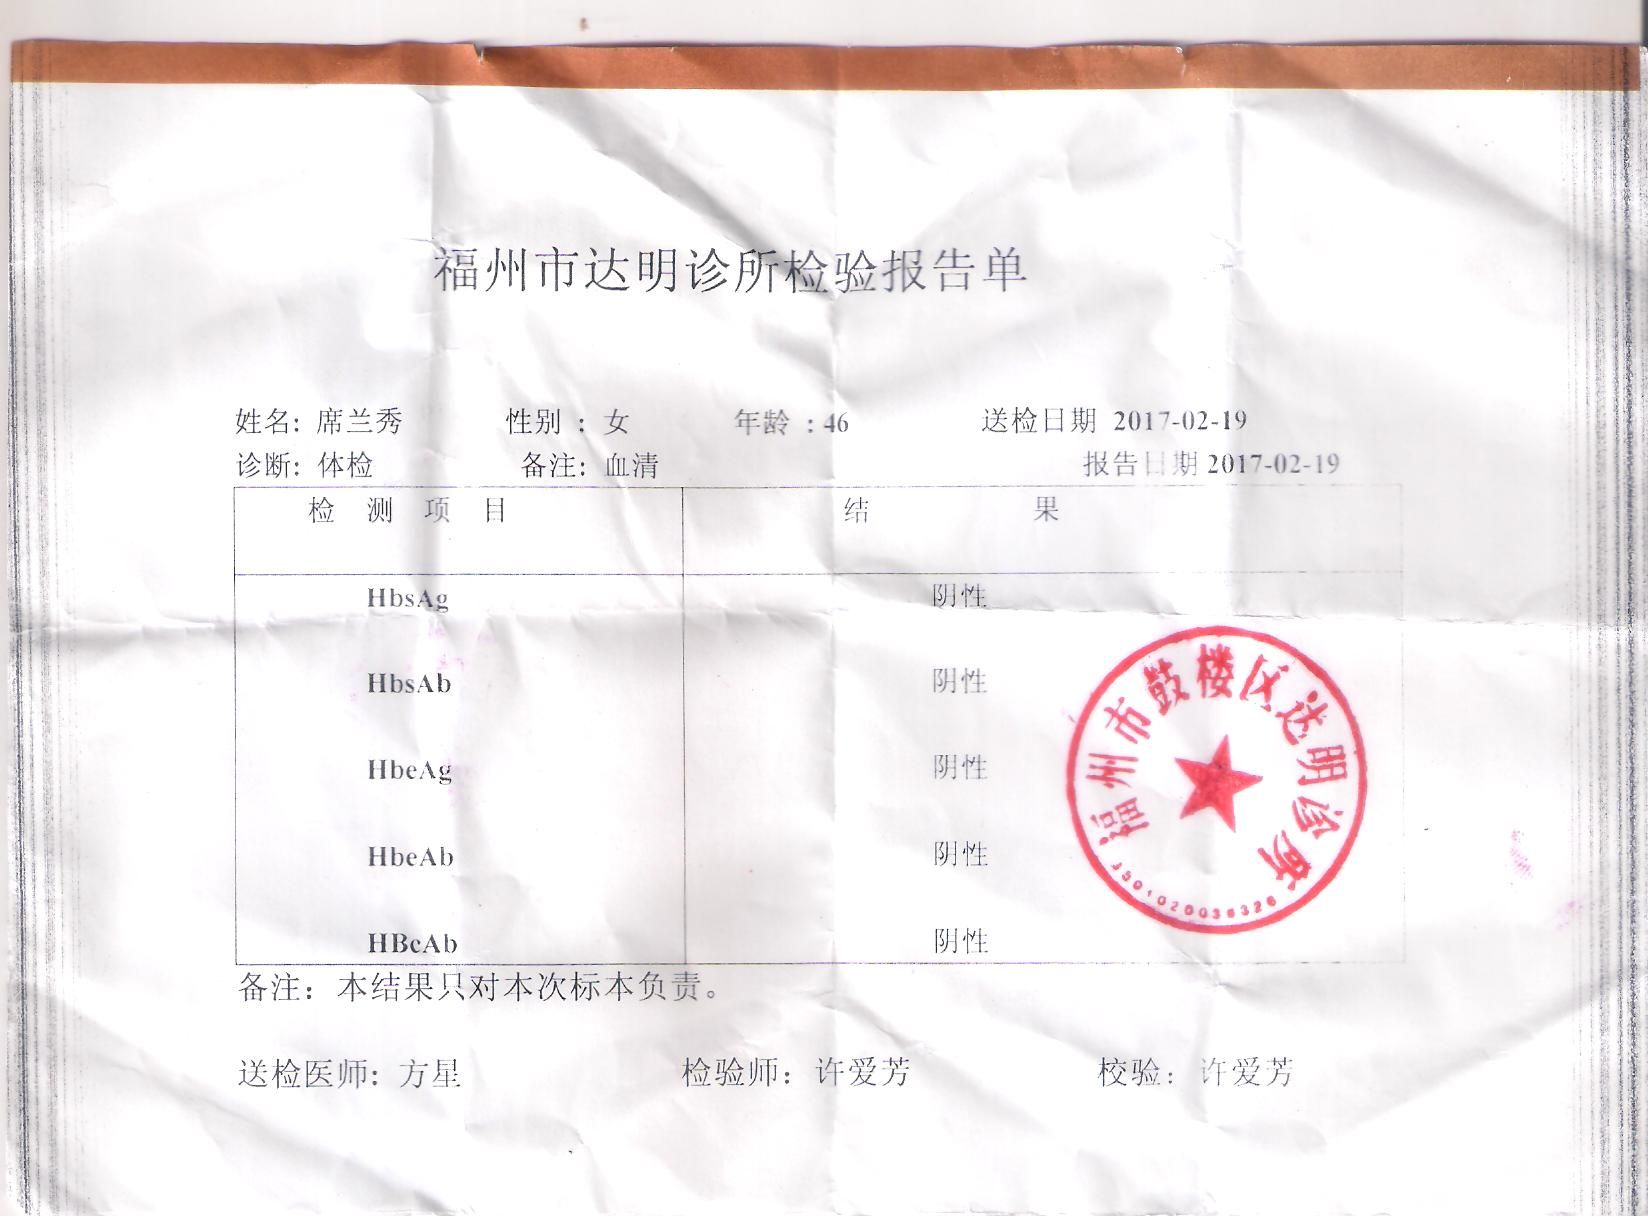 福州市达明诊所检验报告单
姓名: 席兰秀 性别 : 女 年龄 : 46 送检日期 2017-02-19
诊断: 体检 备注: 血清 报告日期 2017-02-19
检 测 项 目 结 果
HbsAg 阴性
HbsAb 阴性
HbeAg 阴性
HbeAb 阴性
HBcAb 阴性
福州市鼓楼区达明诊所
备注: 本结果只对本次标本负责。
送检医师: 方星 检验师: 许爱芳 校验: 许爱芳